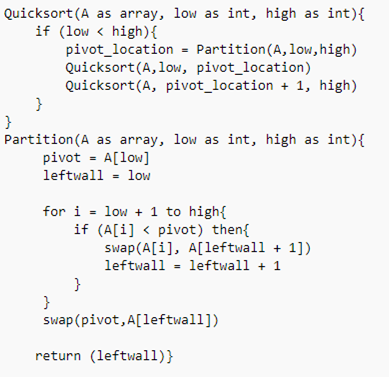 Quicksort(A as array, low as int, high as int){
    if (low < high){
        pivot_location = Partition(A,low,high)
        Quicksort(A,low, pivot_location)
        Quicksort(A, pivot_location + 1, high)
    }
}
Partition(A as array, low as int, high as int){
     pivot = A[low]
     leftwall = low

     for i = low + 1 to high{
         if (A[i] < pivot) then{
             swap(A[i], A[leftwall + 1])
             leftwall = leftwall + 1
         }
     }
     swap(pivot,A[leftwall])

    return (leftwall)}